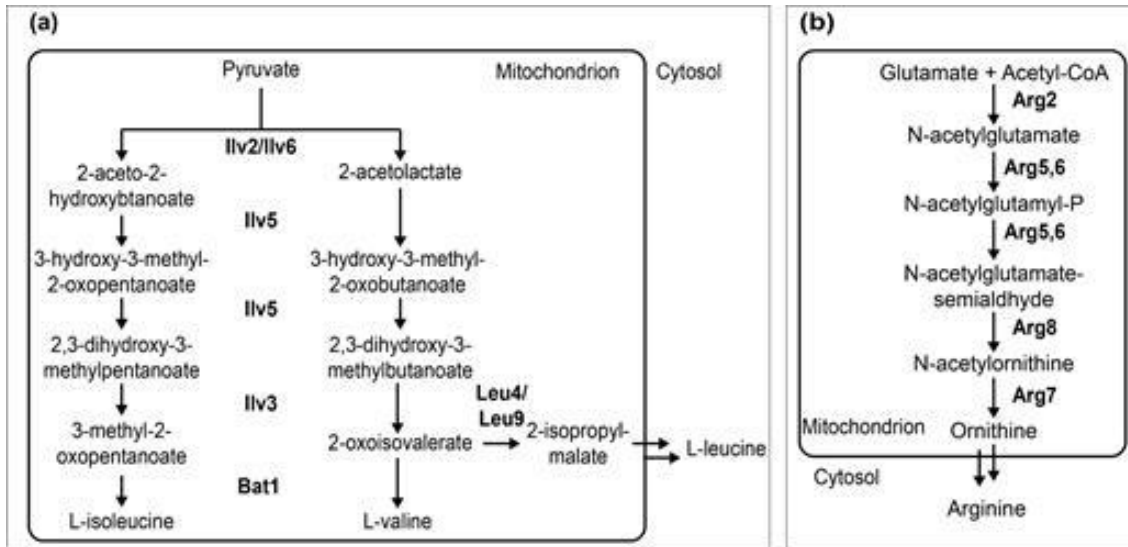 (a)
Pyruvate
Mitochondrion
Cytosol
Ilv2/Ilv6
2-aceto-2-
hydroxybtanoate
2-acetolactate
Ilv5
3-hydroxy-3-methyl-
2-oxopentanoate
3-hydroxy-3-methyl-
2-oxobutanoate
Ilv5
2,3-dihydroxy-3-
methylpentanoate
2,3-dihydroxy-3-
methylbutanoate
Ilv3
Leu4/
Leu9
3-methyl-2-
oxopentanoate
2-oxoisovalerate
2-isopropyl-
malate
L-leucine
Bat1
L-isoleucine
L-valine
(b)
Glutamate + Acetyl-CoA
Arg2
N-acetylglutamate
Arg5,6
N-acetylglutamyl-P
Arg5,6
N-acetylglutamate-
semialdhyde
Arg8
N-acetylornithine
Arg7
Mitochondrion
Ornithine
Cytosol
Arginine